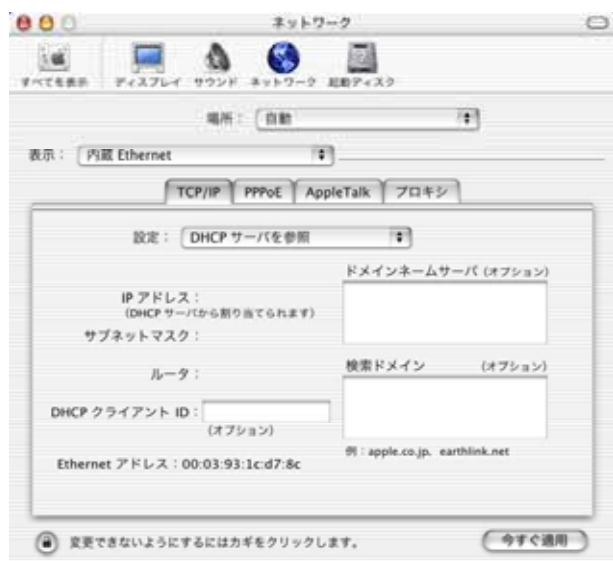 ネットワーク
すべてを表示 ディスプレイ サウンド ネットワーク 起動ディスク
場所： 自動
表示： 内蔵 Ethernet
TCP/IP PPPoE AppleTalk プロキシ
設定： DHCP サーバを参照
ドメインネームサーバ (オプション)
IP アドレス：
(DHCP サーバから割り当てられます)
サブネットマスク：
検索ドメイン (オプション)
ルータ：
DHCP クライアント ID：
(オプション)
例：apple.co.jp、earthlink.net
Ethernet アドレス：00:03:93:1c:d7:8c
変更できないようにするにはカギをクリックします。
今すぐ適用